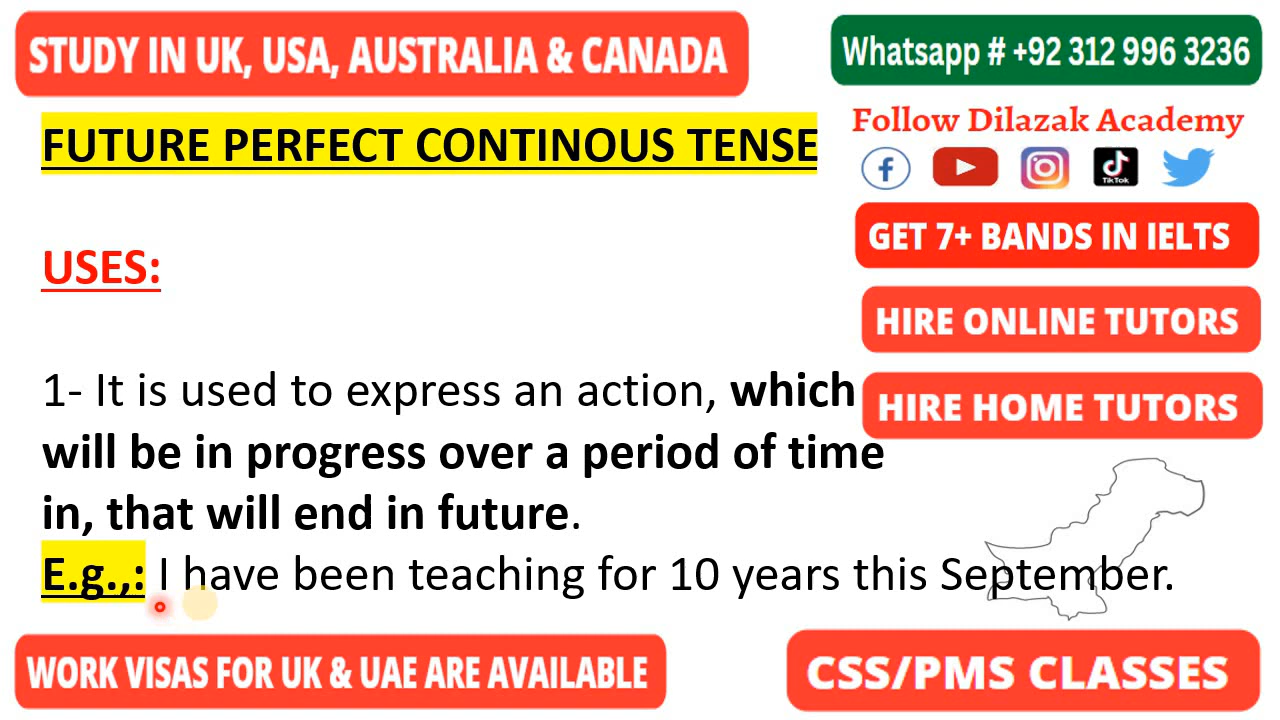 STUDY IN UK, USA, AUSTRALIA & CANADA
Whatsapp # +92 312 996 3236
FUTURE PERFECT CONTINOUS TENSE
Follow Dilazak Academy
TikTok
GET 7+ BANDS IN IELTS
USES:
HIRE ONLINE TUTORS
1- It is used to express an action, which
HIRE HOME TUTORS
will be in progress over a period of time
in, that will end in future.
E.g.,: I have been teaching for 10 years this September.
WORK VISAS FOR UK & UAE ARE AVAILABLE
CSS/PMS CLASSES